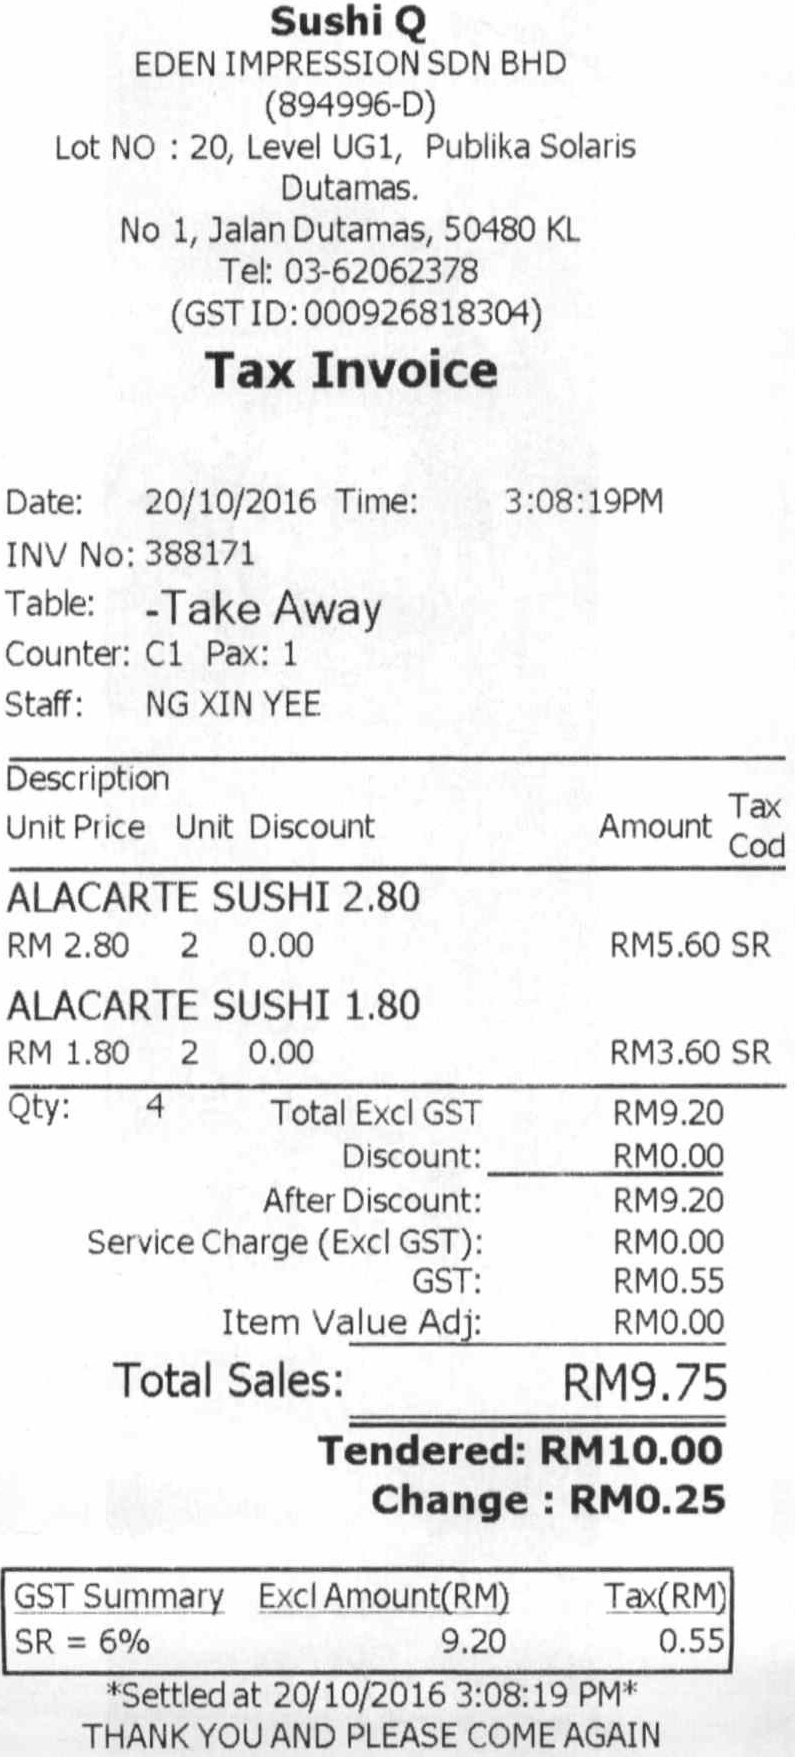 Sushi Q
EDEN IMPRESSION SDN BHD
(894996-D)
Lot NO : 20, Level UG1, Publika Solaris
Dutamas.
No 1, Jalan Dutamas, 50480 KL
Tel: 03-62062378
(GST ID: 000926818304)
Tax Invoice
Date: 20/10/2016 Time: 3:08:19PM
INV No: 388171
Table: -Take Away
Counter: C1 Pax: 1
Staff: NG XIN YEE
Description
Unit Price Unit Discount Amount Tax Cod
ALACARTE SUSHI 2.80
RM 2.80 2 0.00 RM5.60 SR
ALACARTE SUSHI 1.80
RM 1.80 2 0.00 RM3.60 SR
Qty: 4 Total Excl GST RM9.20
Discount: RM0.00
After Discount: RM9.20
Service Charge (Excl GST): RM0.00
GST: RM0.55
Item Value Adj: RM0.00
Total Sales: RM9.75
Tendered: RM10.00
Change : RM0.25
GST Summary Excl Amount(RM) Tax(RM)
SR = 6% 9.20 0.55
*Settled at 20/10/2016 3:08:19 PM*
THANK YOU AND PLEASE COME AGAIN